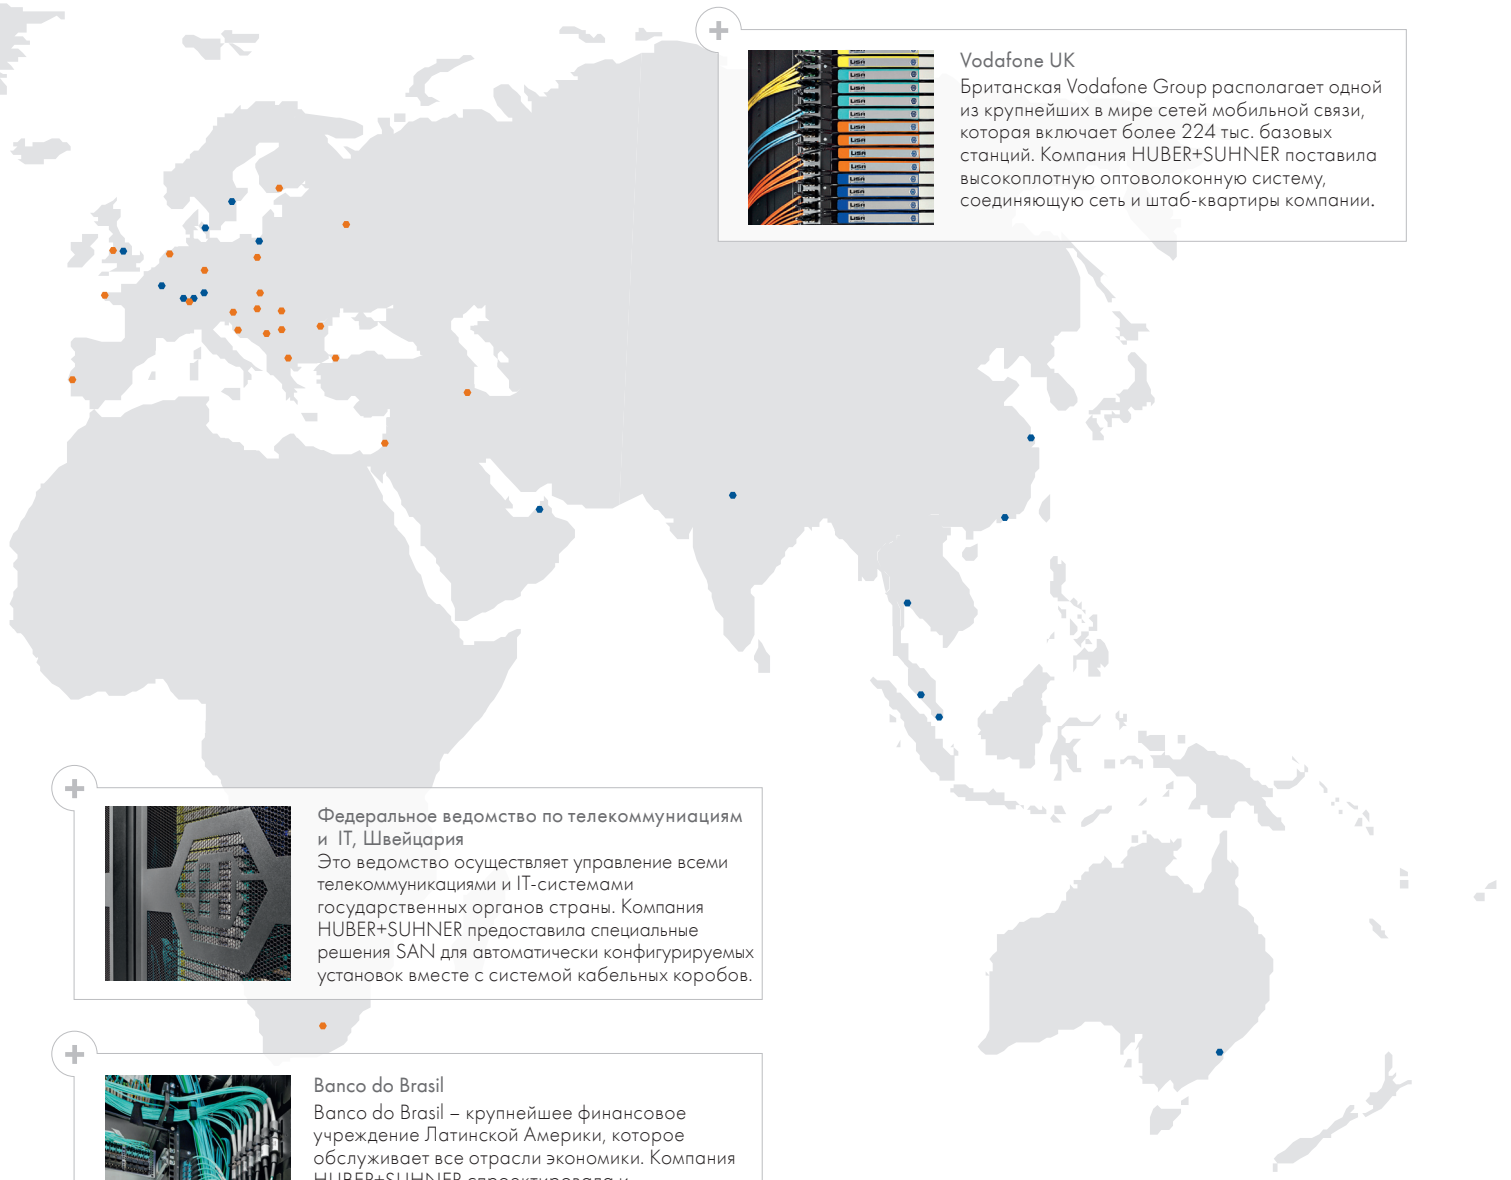 Vodafone UK
Британская Vodafone Group располагает одной
из крупнейших в мире сетей мобильной связи,
которая включает более 224 тыс. базовых
станций. Компания HUBER+SUHNER поставила
высокоплотную оптоволоконную систему,
соединяющую сеть и штаб-квартиры компании.
Федеральное ведомство по телекоммуниациям
и IT, Швейцария
Это ведомство осуществляет управление всеми
телекоммуникациями и IT-системами
государственных органов страны. Компания
HUBER+SUHNER предоставила специальные
решения SAN для автоматически конфигурируемых
установок вместе с системой кабельных коробов.
Banco do Brasil
Banco do Brasil – крупнейшее финансовое
учреждение Латинской Америки, которое
обслуживает все отрасли экономики. Компания
HUBER+SUHNER спроектировала и